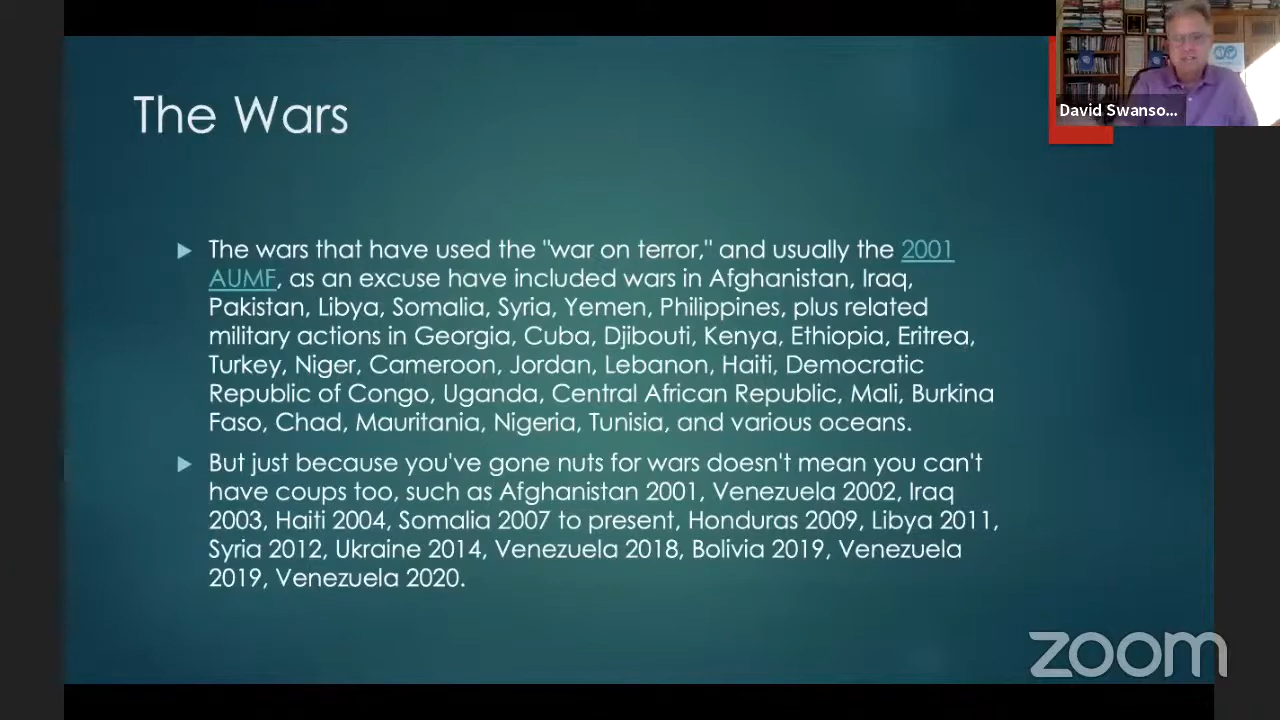 The Wars
David Swanso...
The wars that have used the "war on terror," and usually the 2001
AUMF, as an excuse have included wars in Afghanistan, Iraq,
Pakistan, Libya, Somalia, Syria, Yemen, Philippines, plus related
military actions in Georgia, Cuba, Djibouti, Kenya, Ethiopia, Eritrea,
Turkey, Niger, Cameroon, Jordan, Lebanon, Haiti, Democratic
Republic of Congo, Uganda, Central African Republic, Mali, Burkina
Faso, Chad, Mauritania, Nigeria, Tunisia, and various oceans.
But just because you've gone nuts for wars doesn't mean you can't
have coups too, such as Afghanistan 2001, Venezuela 2002, Iraq
2003, Haiti 2004, Somalia 2007 to present, Honduras 2009, Libya 2011,
Syria 2012, Ukraine 2014, Venezuela 2018, Bolivia 2019, Venezuela
2019, Venezuela 2020.
zoom